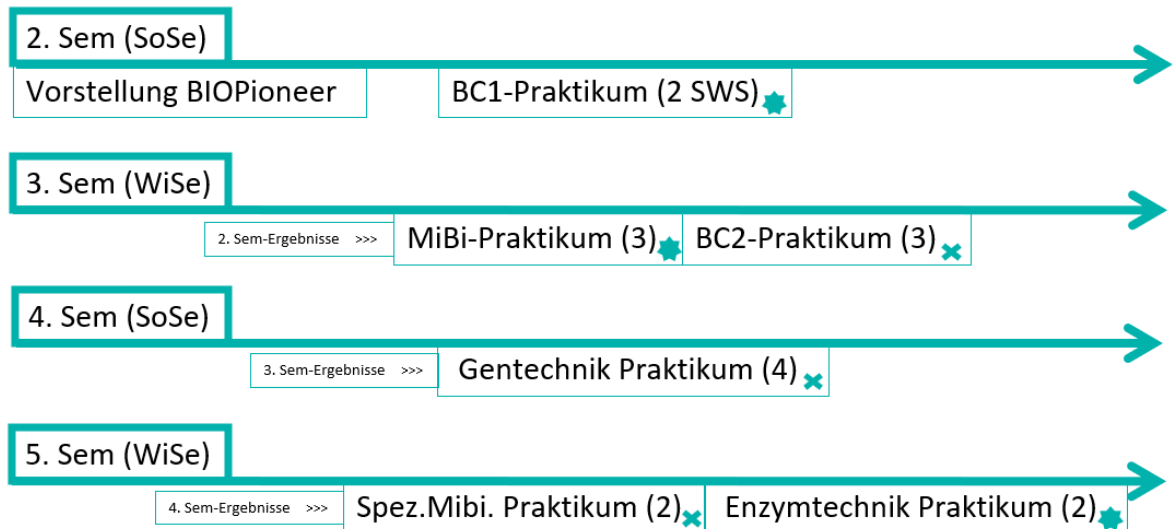 2. Sem (SoSe)
Vorstellung BIOPioneer
BC1-Praktikum (2 SWS)
3. Sem (WiSe)
2. Sem-Ergebnisse >>>
MiBi-Praktikum (3)
BC2-Praktikum (3)
4. Sem (SoSe)
3. Sem-Ergebnisse >>>
Gentechnik Praktikum (4)
5. Sem (WiSe)
4. Sem-Ergebnisse >>>
Spez.Mibi. Praktikum (2)
Enzymtechnik Praktikum (2)